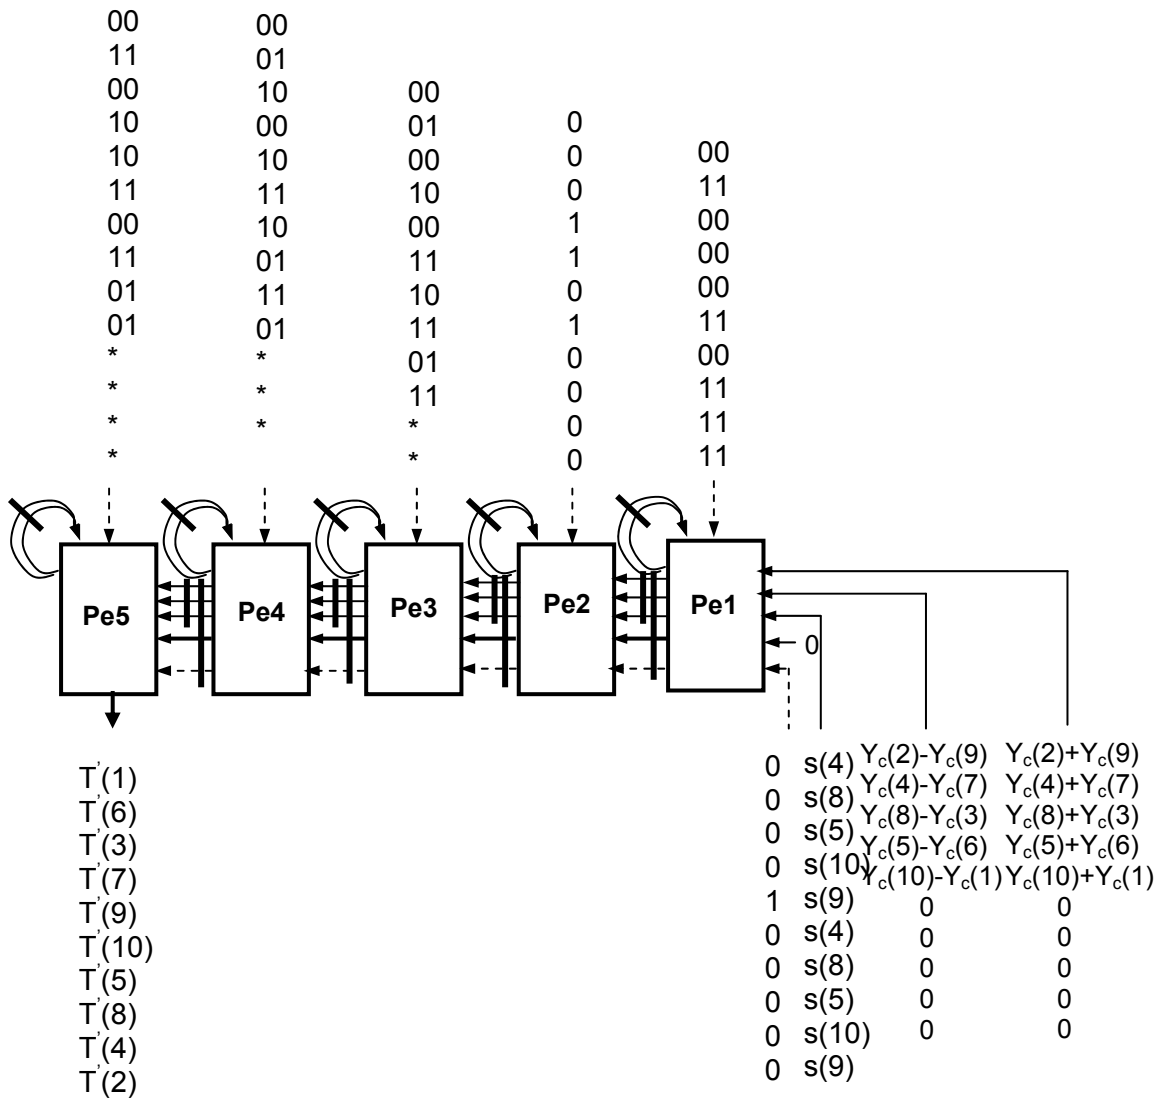 00
11
00
10
10
11
00
11
01
01
*
*
*
*
00
01
10
00
10
11
10
01
11
01
*
*
*
00
01
00
10
00
11
10
11
01
11
*
*
0
0
0
1
1
0
1
0
0
0
0
00
11
00
00
00
11
00
11
11
11
Pe5
Pe4
Pe3
Pe2
Pe1
0
T'(1)
T'(6)
T'(3)
T'(7)
T'(9)
T'(10)
T'(5)
T'(8)
T'(4)
T'(2)
0 s(4) Yc(2)-Yc(9) Yc(2)+Yc(9)
0 s(8) Yc(4)-Yc(7) Yc(4)+Yc(7)
0 s(5) Yc(8)-Yc(3) Yc(8)+Yc(3)
0 s(10) Yc(5)-Yc(6) Yc(5)+Yc(6)
1 s(9) Yc(10)-Yc(1) Yc(10)+Yc(1)
0 s(4) 0 0
0 s(8) 0 0
0 s(5) 0 0
0 s(10) 0 0
0 s(9) 0 0